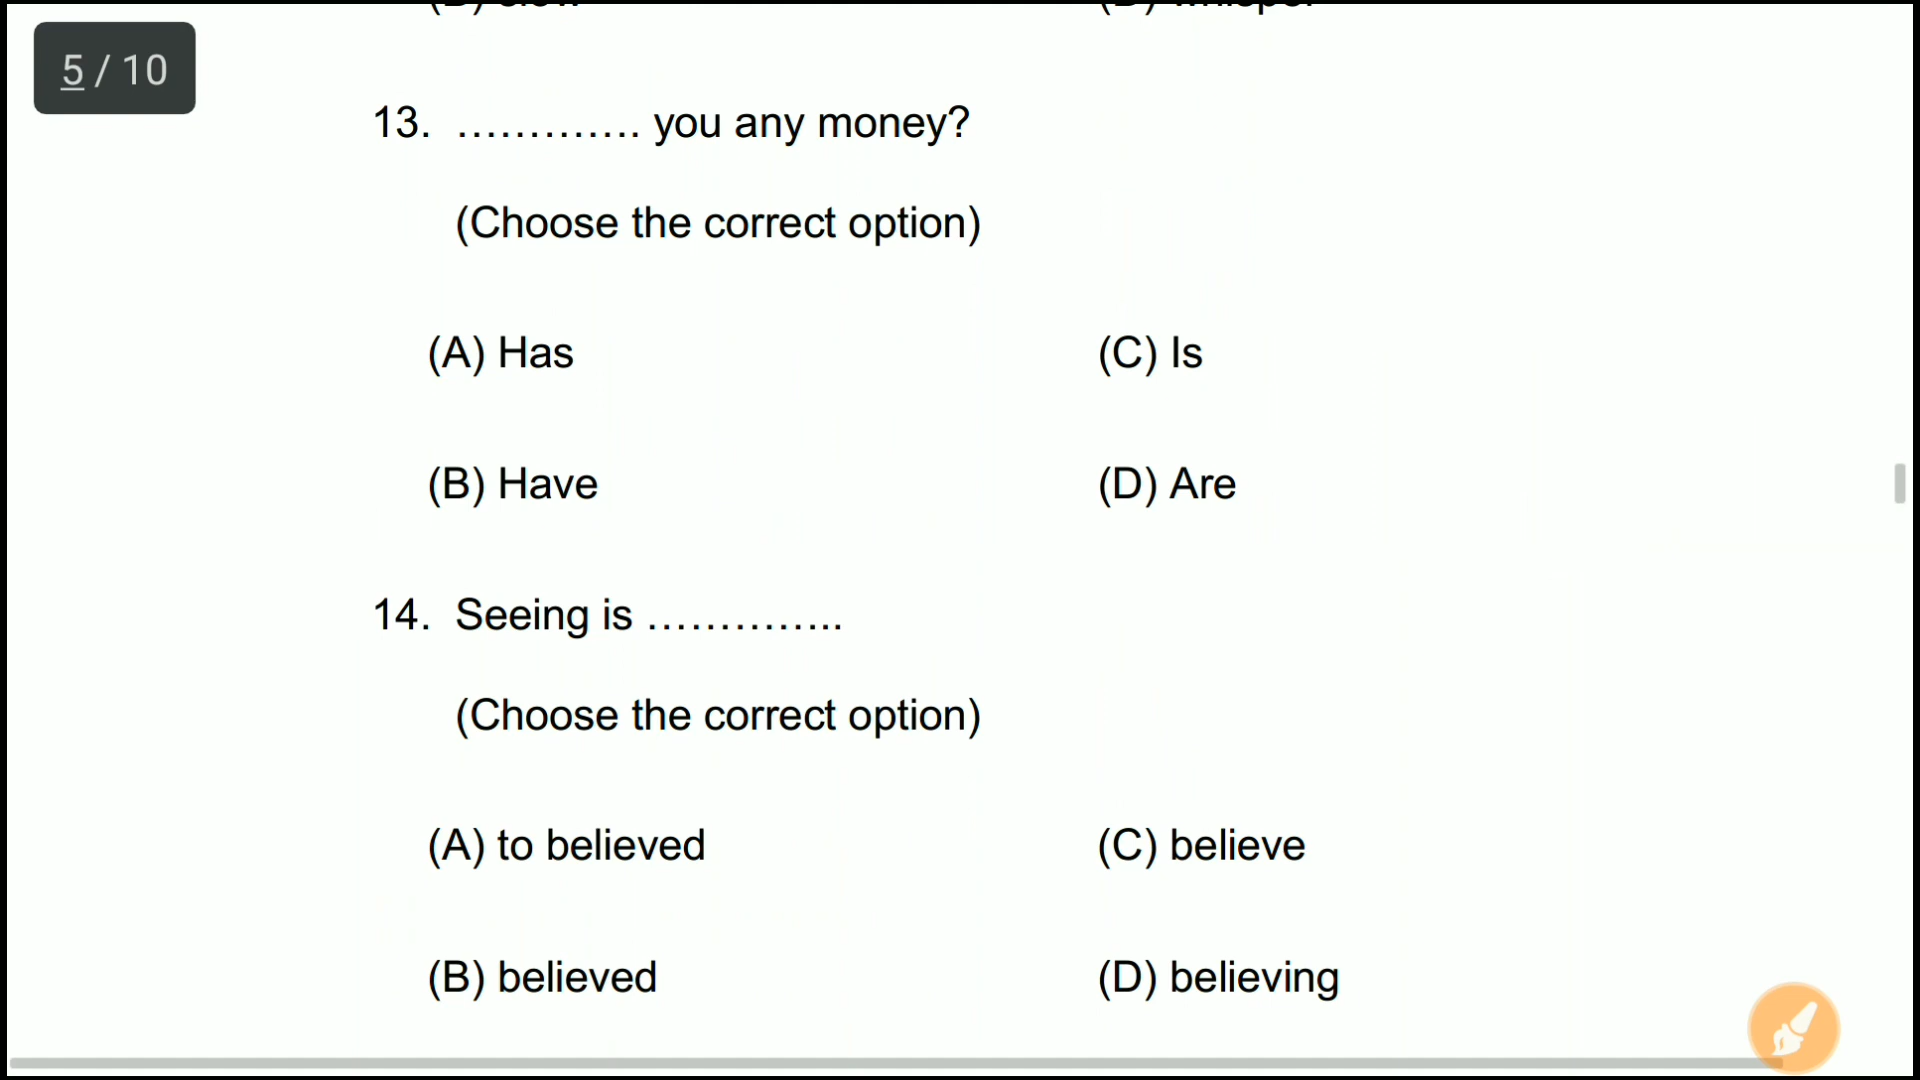 5 / 10
13. ............. you any money?
(Choose the correct option)
(A) Has
(C) Is
(B) Have
(D) Are
14. Seeing is ..............
(Choose the correct option)
(A) to believed
(C) believe
(B) believed
(D) believing